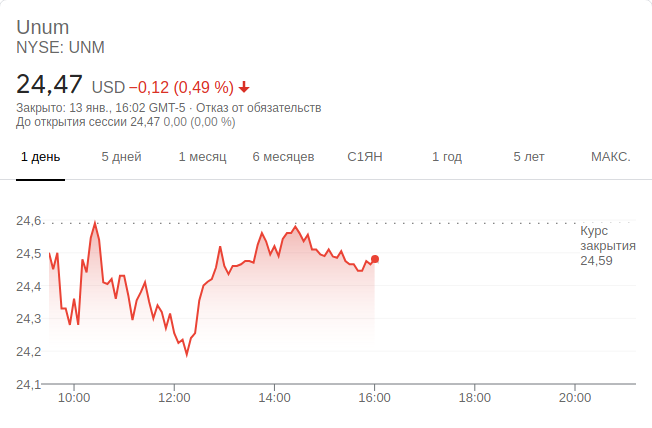 Unum
NYSE: UNM
24,47 USD −0,12 (0,49 %)
Закрыто: 13 янв., 16:02 GMT-5 · Отказ от обязательств
До открытия сессии 24,47 0,00 (0,00 %)
1 день 5 дней 1 месяц 6 месяцев С1ЯН 1 год 5 лет МАКС.
24,6
Курс
закрытия
24,59
24,5
24,4
24,3
24,2
24,1
10:00 12:00 14:00 16:00 18:00 20:00